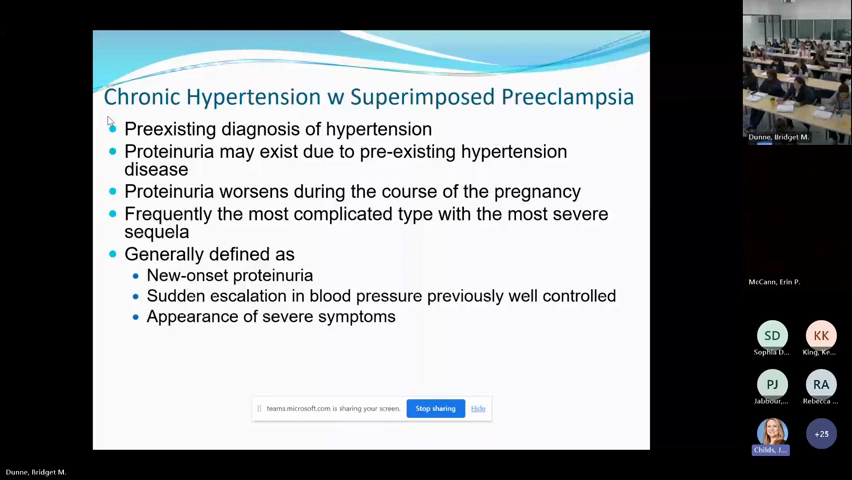 Chronic Hypertension w Superimposed Preeclampsia
Preexisting diagnosis of hypertension
Proteinuria may exist due to pre-existing hypertension
disease
Proteinuria worsens during the course of the pregnancy
Frequently the most complicated type with the most severe
sequela
Generally defined as
New-onset proteinuria
Sudden escalation in blood pressure previously well controlled
Appearance of severe symptoms
teams.microsoft.com is sharing your screen.
Stop sharing
Hide
Dunne, Bridget M.
Dunne, Bridget M.
McCann, Erin P.
SD
KK
Sophia D...
King, Ke...
PJ
RA
Jabbour,...
Rebecca ...
+25
Childs, J...